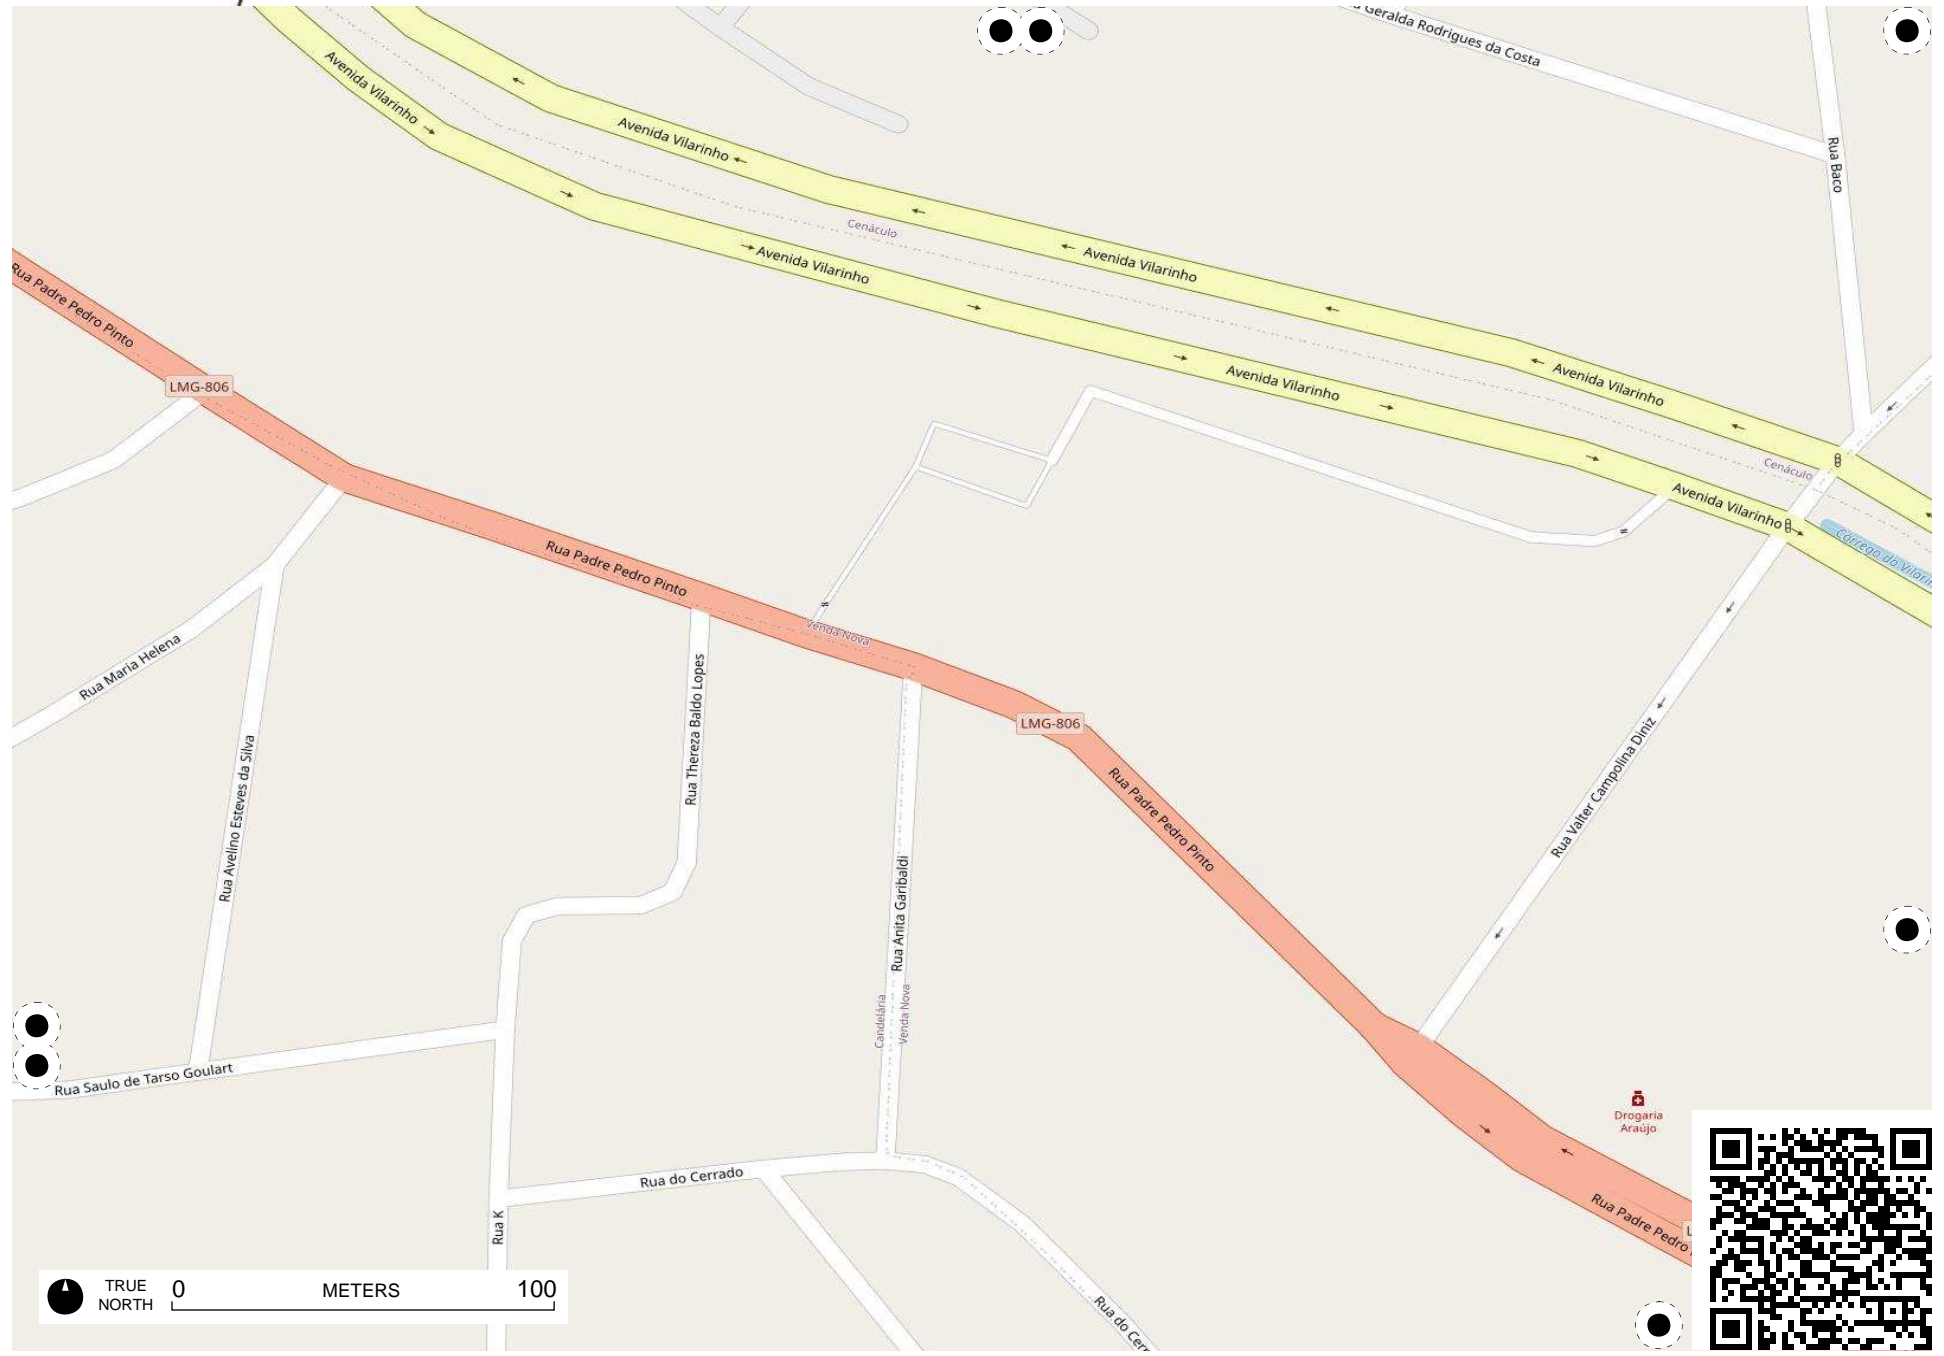 Geralda Rodrigues da Costa
Avenida Vilarinho
Avenida Vilarinho
Rua Baco
Cenáculo
Avenida Vilarinho
Avenida Vilarinho
Rua Padre Pedro Pinto
LMG-806
Avenida Vilarinho
Avenida Vilarinho
Cenáculo
Avenida Vilarinho
Córrego do Vilarin
Rua Padre Pedro Pinto
Venda Nova
Rua Maria Helena
Rua Thereza Baldo Lopes
LMG-806
Rua Avelino Esteves da Silva
Rua Padre Pedro Pinto
Rua Valter Campolina Diniz
Rua Anita Garibaldi
Candelária
Venda Nova
Rua Saulo de Tarso Goulart
Drogaria
Araújo
Rua do Cerrado
Rua K
Rua Padre Pedro
L
TRUE
NORTH
0 METERS 100
Rua do Cerr